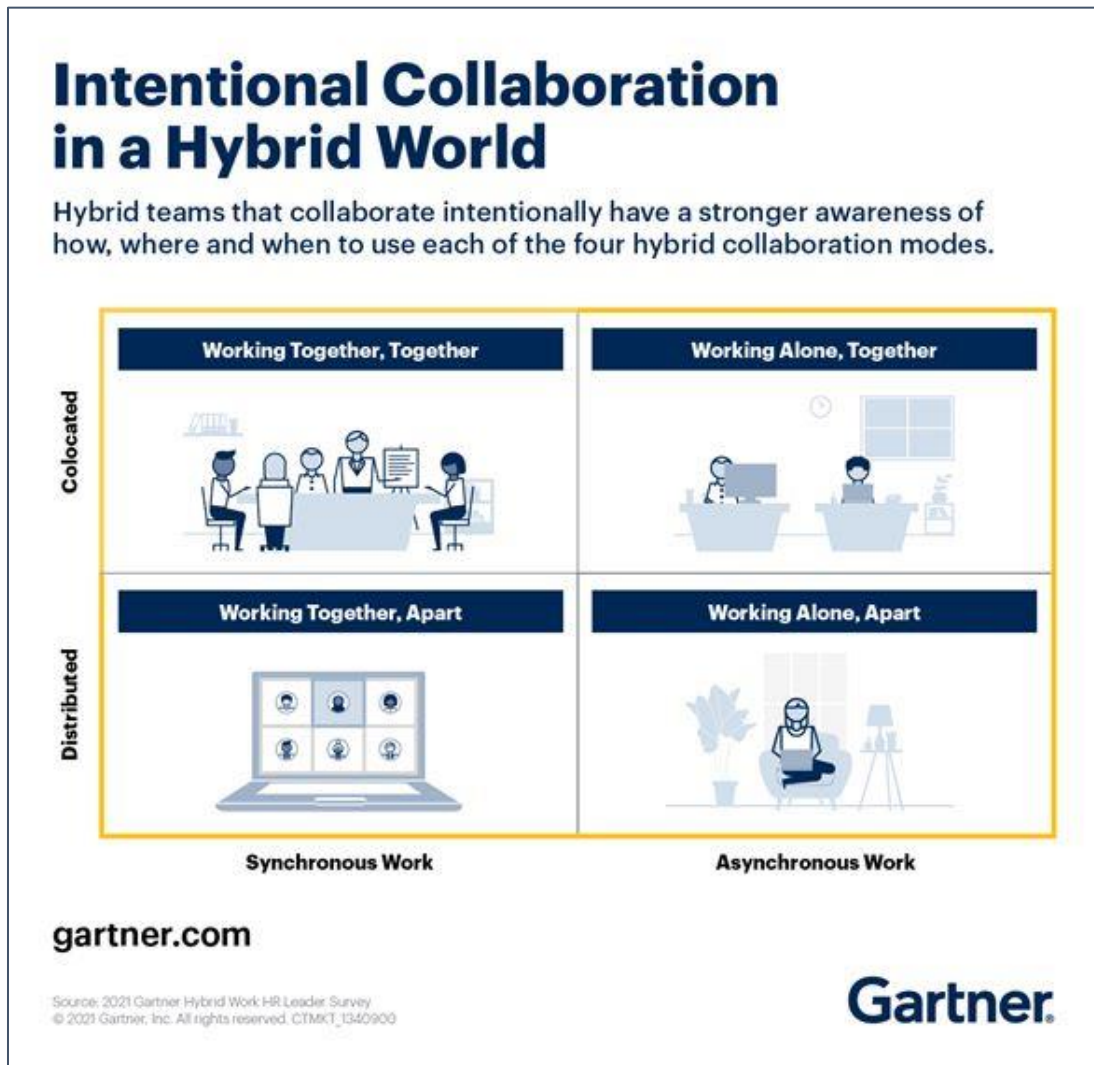 Intentional Collaboration
in a Hybrid World
Hybrid teams that collaborate intentionally have a stronger awareness of
how, where and when to use each of the four hybrid collaboration modes.
Colocated
Working Together, Together
Working Alone, Together
Distributed
Working Together, Apart
Working Alone, Apart
Synchronous Work
Asynchronous Work
gartner.com
Source: 2021 Gartner Hybrid Work HR Leader Survey
© 2021 Gartner, Inc. All rights reserved. CTMKT_1340900
Gartner®